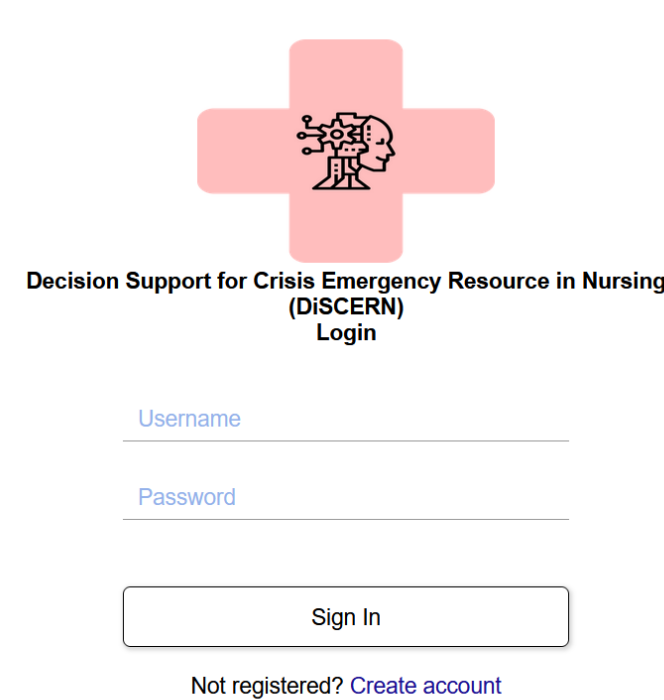 Decision Support for Crisis Emergency Resource in Nursing
(DiSCERN)
Login
Username
Password
Sign In
Not registered? Create account